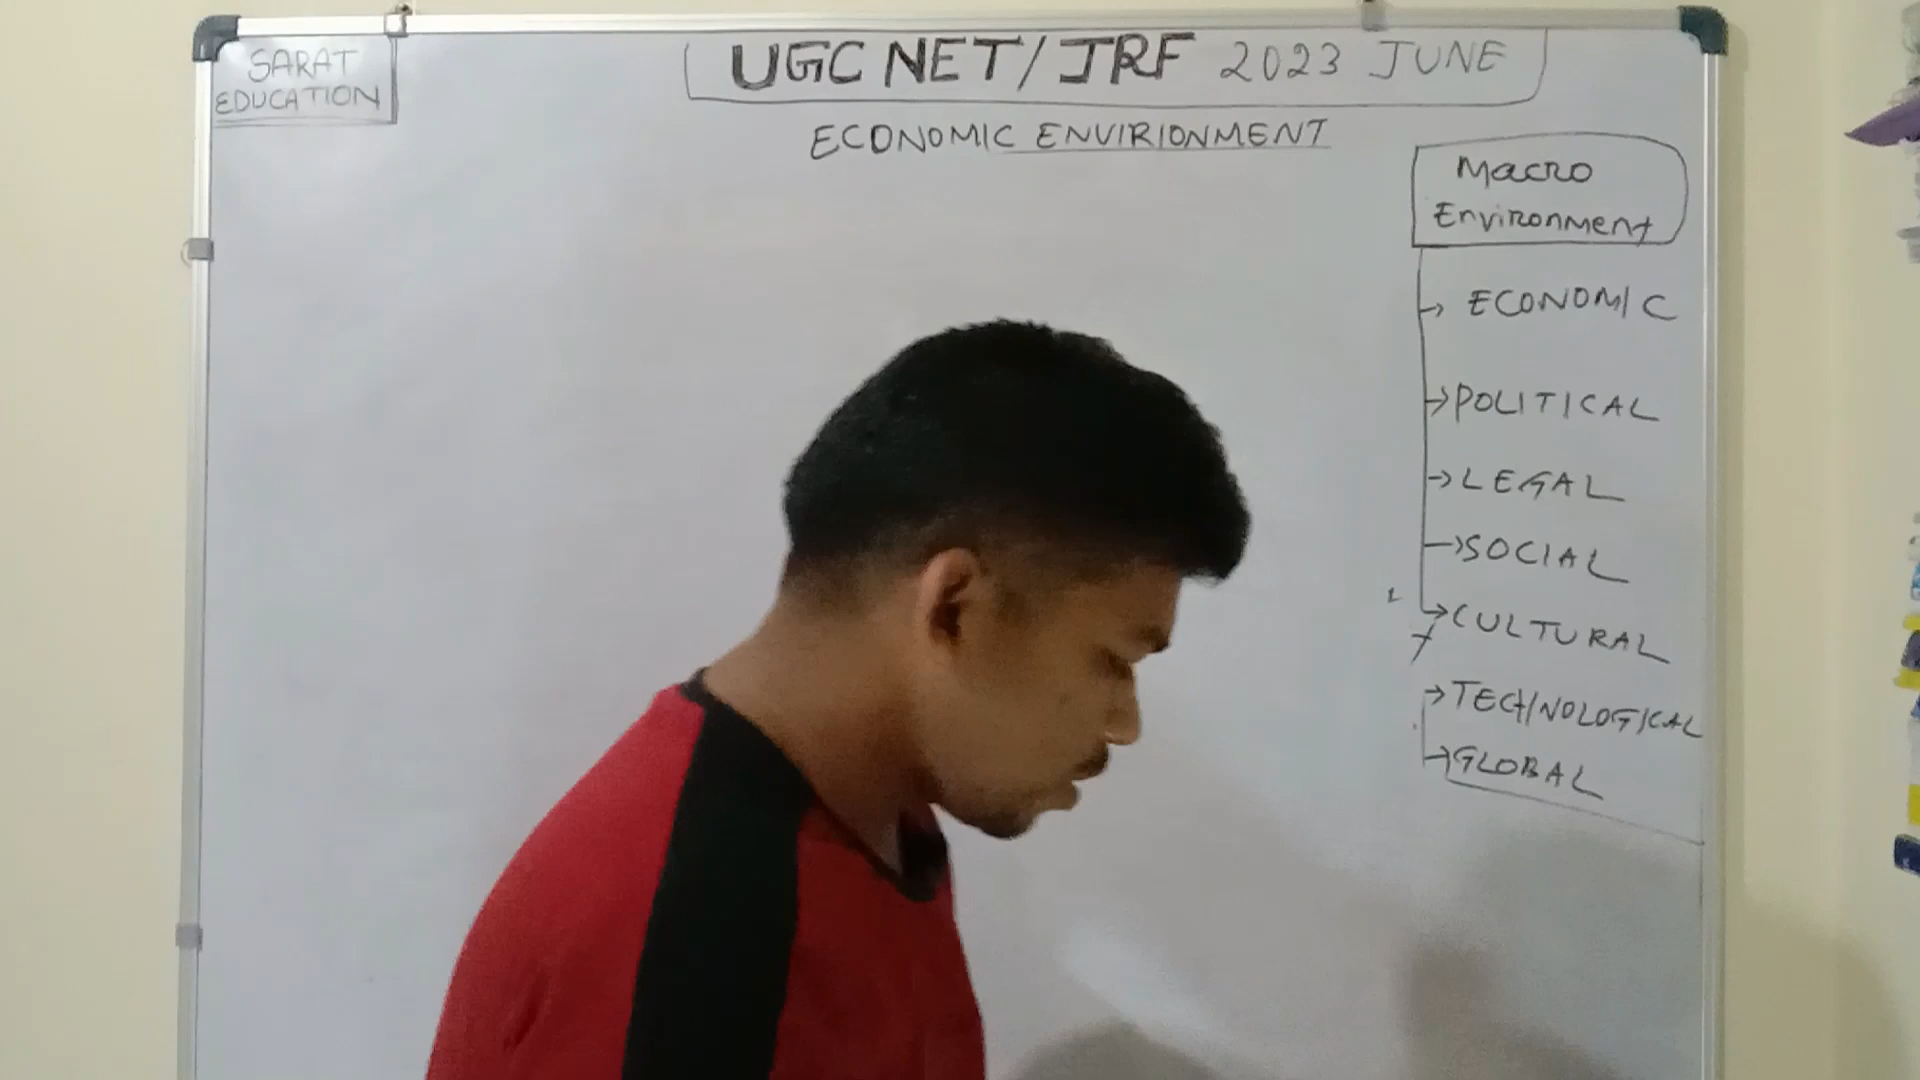 SARAT
EDUCATION
UGC NET/JRF 2023 JUNE
ECONOMIC ENVIRIONMENT
Macro
Environment
→ ECONOMIC
→ POLITICAL
→ LEGAL
→ SOCIAL
→ CULTURAL
→ TECHNOLOGICAL
→ GLOBAL